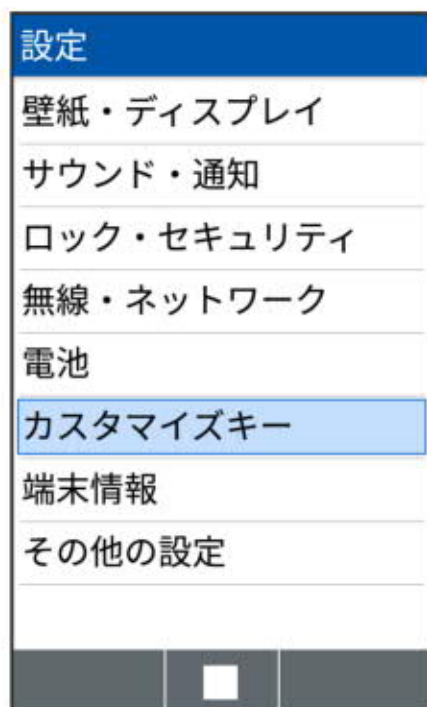 設定
壁紙・ディスプレイ
サウンド・通知
ロック・セキュリティ
無線・ネットワーク
電池
カスタマイズキー
端末情報
その他の設定